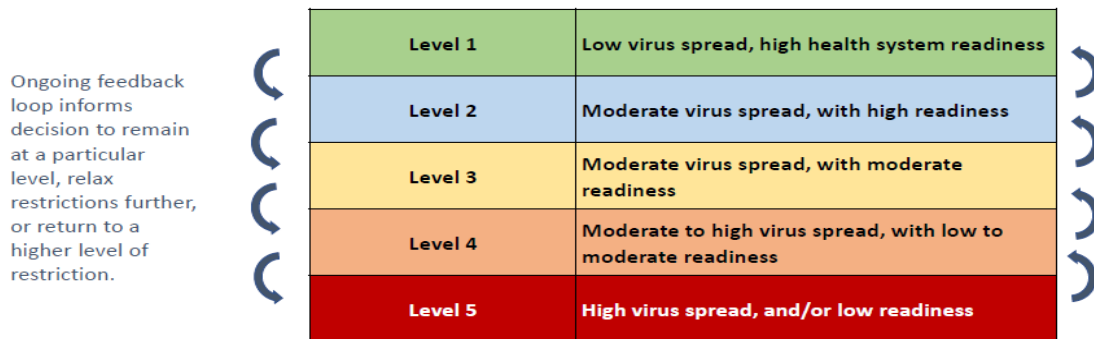 Ongoing feedback
loop informs
decision to remain
at a particular
level, relax
restrictions further,
or return to a
higher level of
restriction.
Level 1
Low virus spread, high health system readiness
Level 2
Moderate virus spread, with high readiness
Level 3
Moderate virus spread, with moderate
readiness
Level 4
Moderate to high virus spread, with low to
moderate readiness
Level 5
High virus spread, and/or low readiness